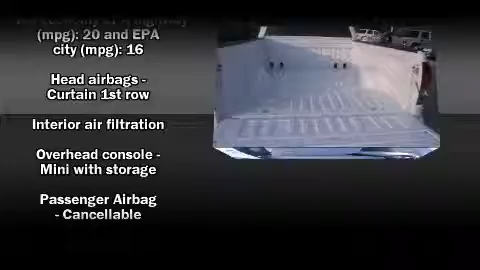 (mpg): 20 and EPA
city (mpg): 16
Head airbags -
Curtain 1st row
Interior air filtration
Overhead console -
Mini with storage
Passenger Airbag
- Cancellable